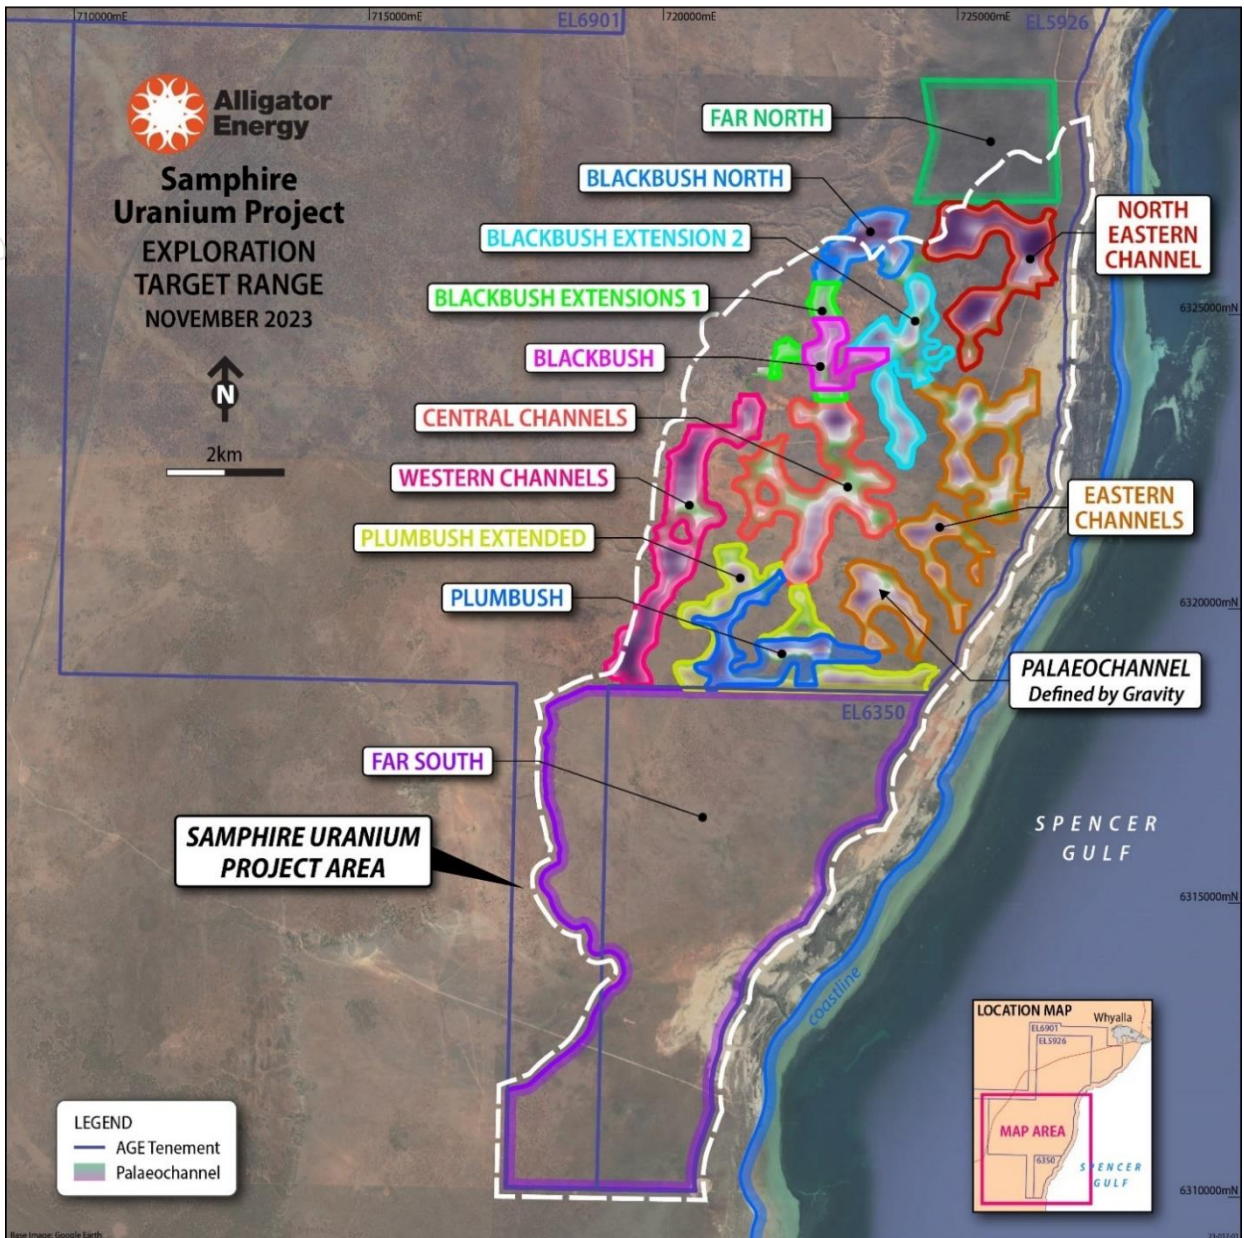 710000mE
715000mE
EL6901
720000mE
725000mE
EL5926
Alligator
Energy
Samphire
Uranium Project
EXPLORATION
TARGET RANGE
NOVEMBER 2023
N
2km
FAR NORTH
BLACKBUSH NORTH
BLACKBUSH EXTENSION 2
NORTH
EASTERN
CHANNEL
BLACKBUSH EXTENSIONS 1
6325000mN
BLACKBUSH
CENTRAL CHANNELS
WESTERN CHANNELS
EASTERN
CHANNELS
PLUMBUSH EXTENDED
PLUMBUSH
6320000mN
PALAEOCHANNEL
Defined by Gravity
EL6350
FAR SOUTH
SAMPHIRE URANIUM
PROJECT AREA
SPENCER
GULF
6315000mN
coastline
LOCATION MAP
Whyalla
EL6901
EL5926
MAP AREA
6350
SPENCER
GULF
LEGEND
AGE Tenement
Palaeochannel
6310000mN
Base Image: Google Earth